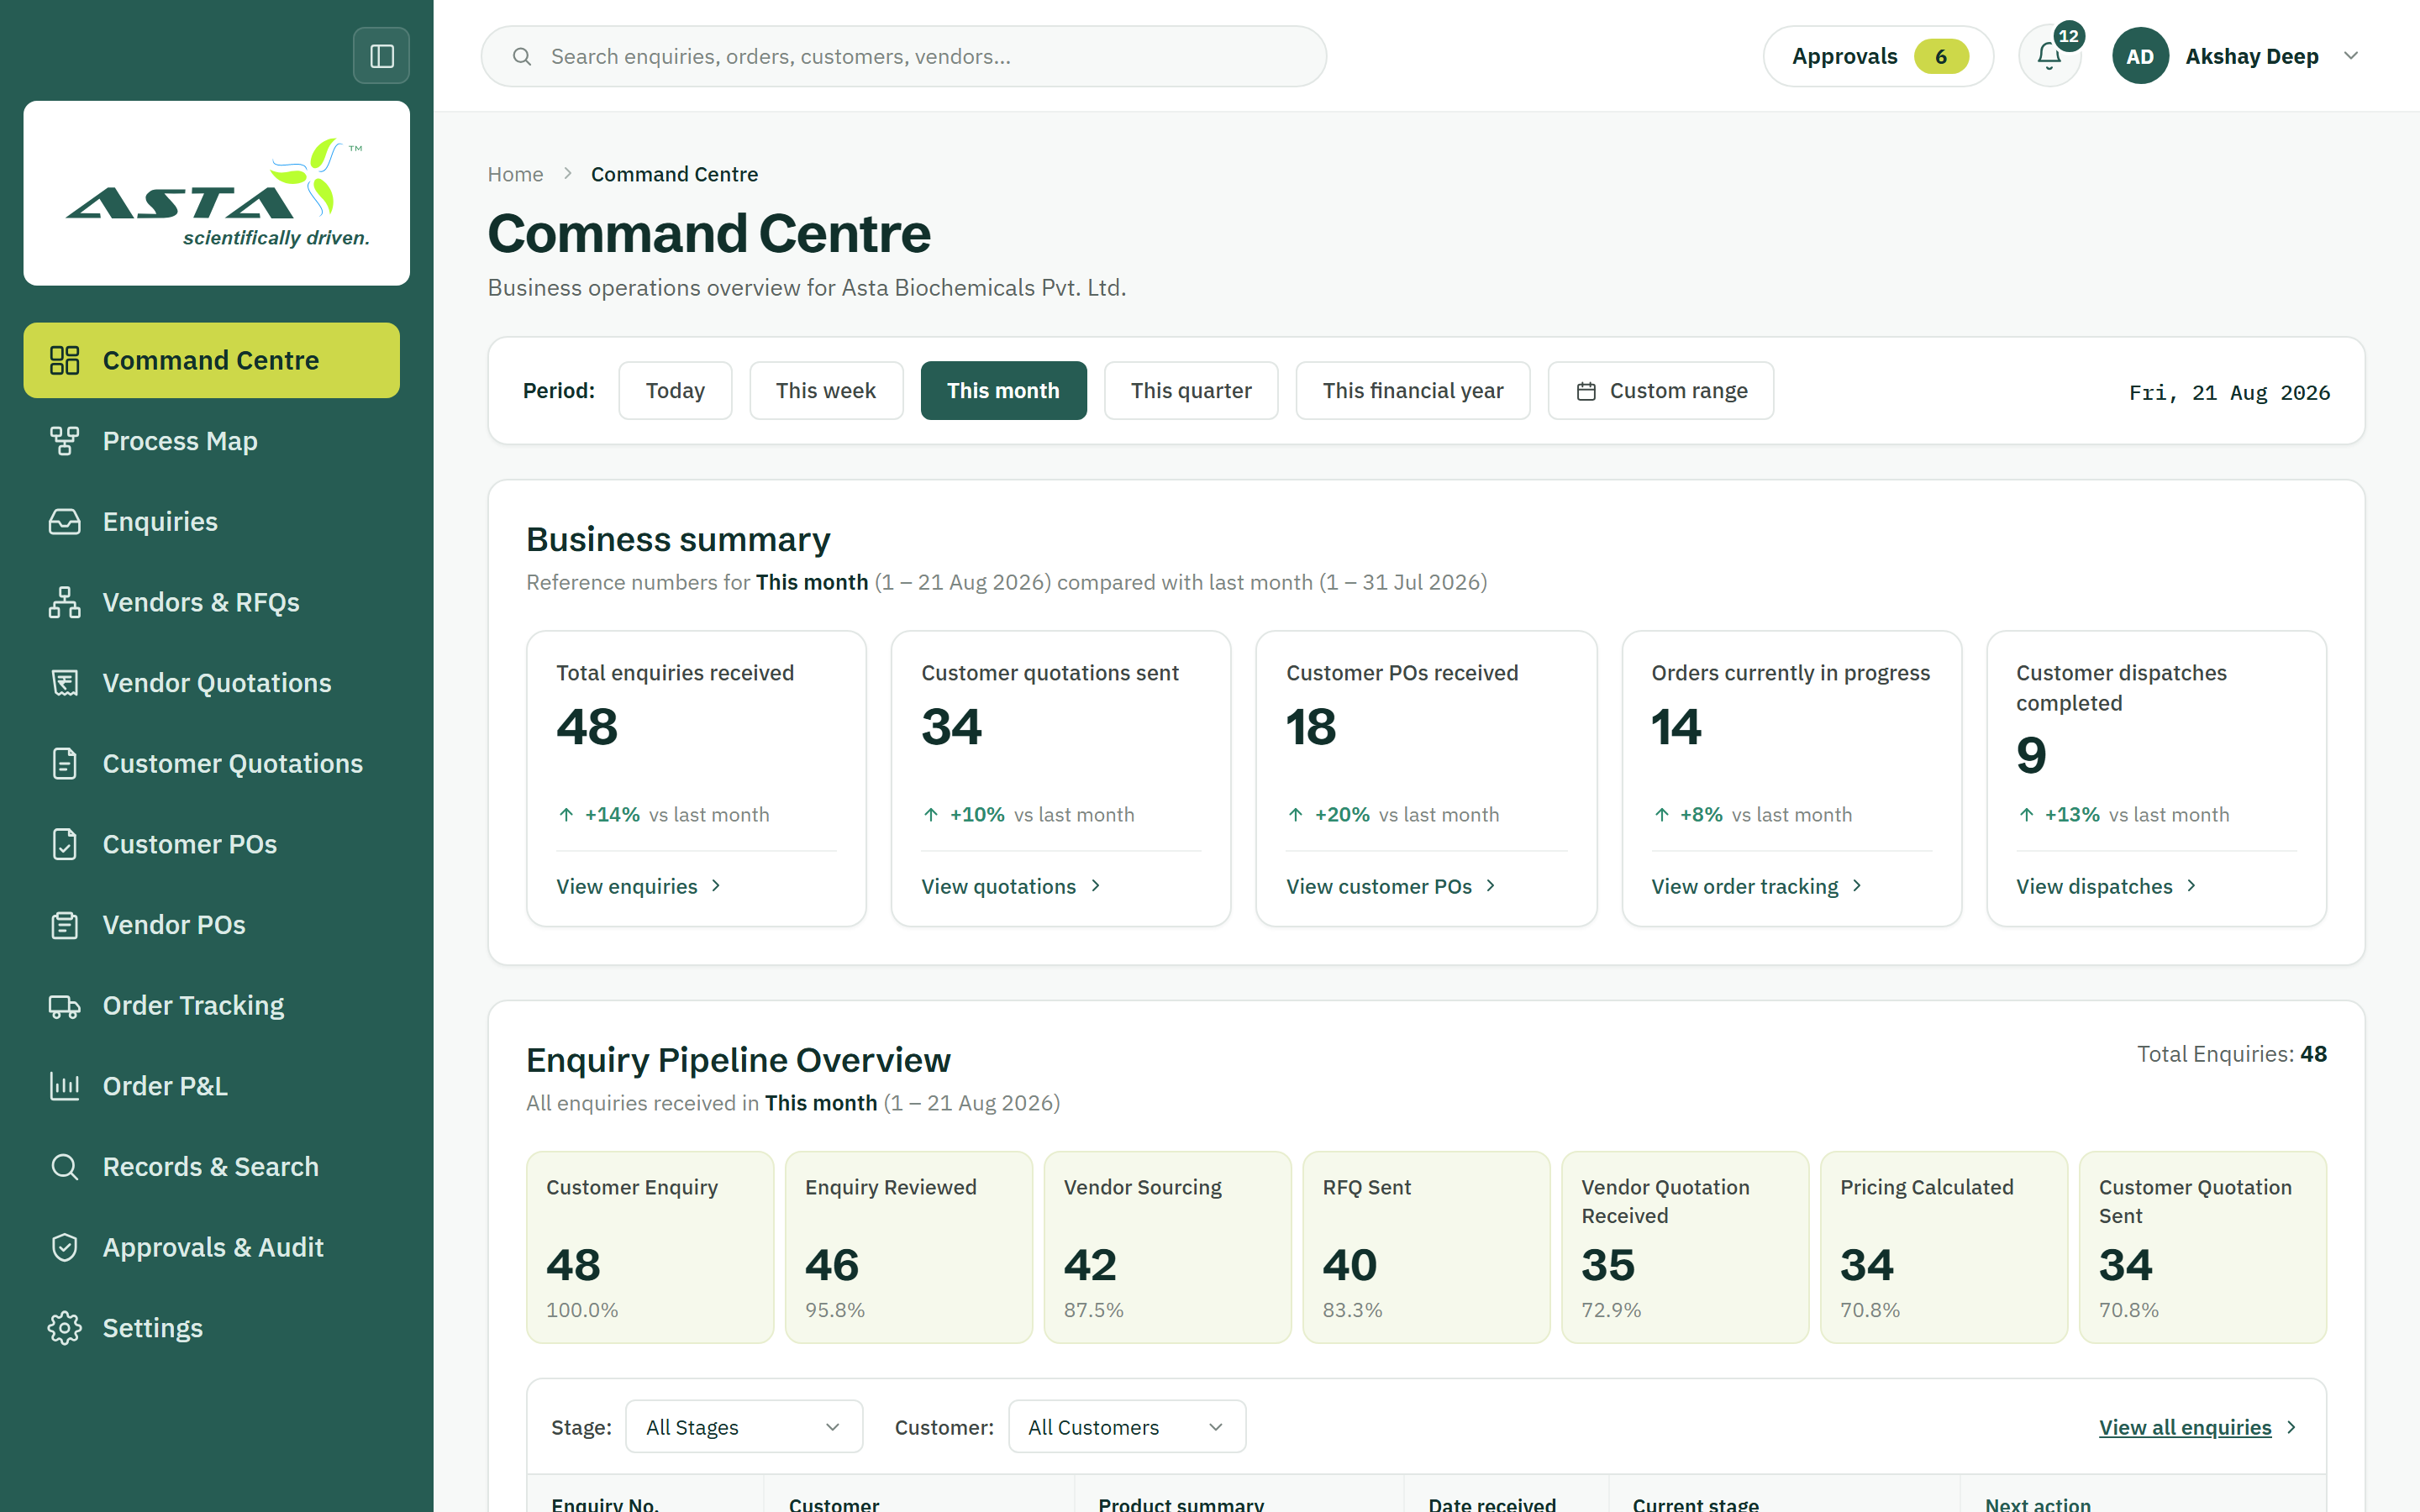 ASTA
TM
scientifically driven.
Command Centre
Process Map
Enquiries
Vendors & RFQs
Vendor Quotations
Customer Quotations
Customer POs
Vendor POs
Order Tracking
Order P&L
Records & Search
Approvals & Audit
Settings
Search enquiries, orders, customers, vendors...
Approvals 6
12
AD Akshay Deep
Home > Command Centre
Command Centre
Business operations overview for Asta Biochemicals Pvt. Ltd.
Period: Today This week This month This quarter This financial year Custom range Fri, 21 Aug 2026
Business summary
Reference numbers for This month (1 – 21 Aug 2026) compared with last month (1 – 31 Jul 2026)
Total enquiries received
48
+14% vs last month
View enquiries
Customer quotations sent
34
+10% vs last month
View quotations
Customer POs received
18
+20% vs last month
View customer POs
Orders currently in progress
14
+8% vs last month
View order tracking
Customer dispatches
completed
9
+13% vs last month
View dispatches
Enquiry Pipeline Overview
Total Enquiries: 48
All enquiries received in This month (1 – 21 Aug 2026)
Customer Enquiry
48
100.0%
Enquiry Reviewed
46
95.8%
Vendor Sourcing
42
87.5%
RFQ Sent
40
83.3%
Vendor Quotation
Received
35
72.9%
Pricing Calculated
34
70.8%
Customer Quotation
Sent
34
70.8%
Stage: All Stages Customer: All Customers View all enquiries
Enquiry No. Customer Product summary Date received Current stage Next action